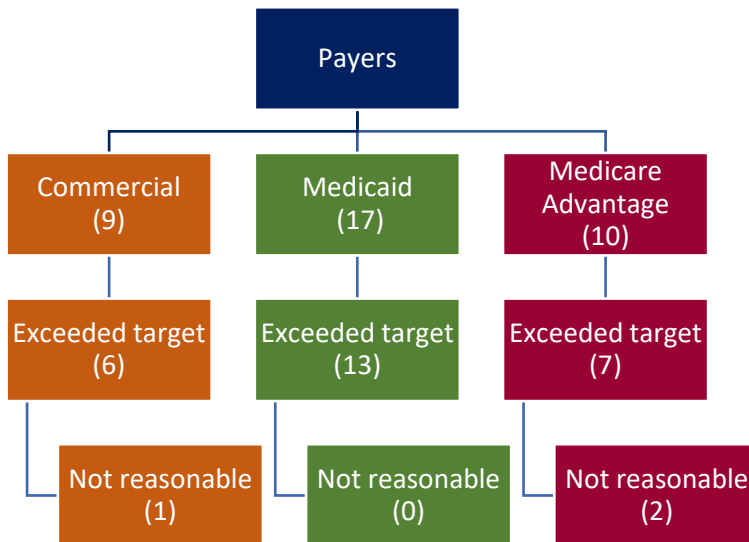 Payers
Commercial
(9)
Medicaid
(17)
Medicare
Advantage
(10)
Exceeded target
(6)
Exceeded target
(13)
Exceeded target
(7)
Not reasonable
(1)
Not reasonable
(0)
Not reasonable
(2)